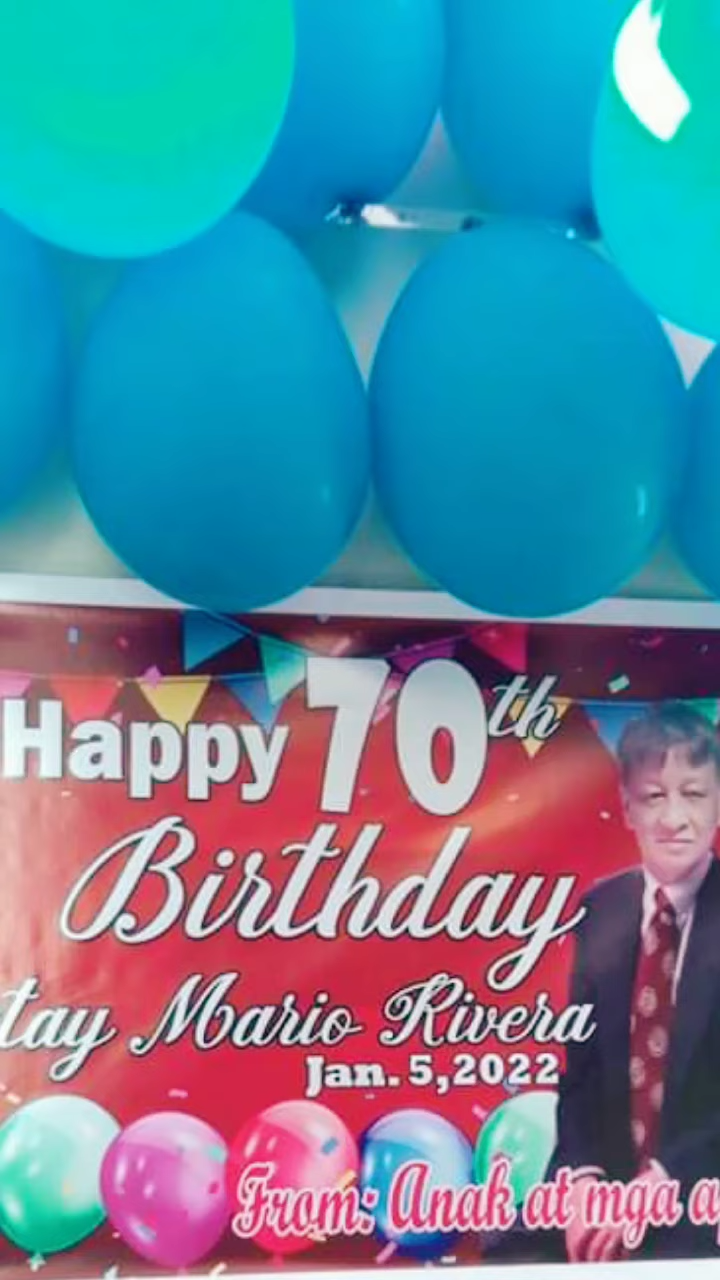 Happy 70th
Birthday
tay Mario Rivera
Jan. 5, 2022
From: Anak at mga a